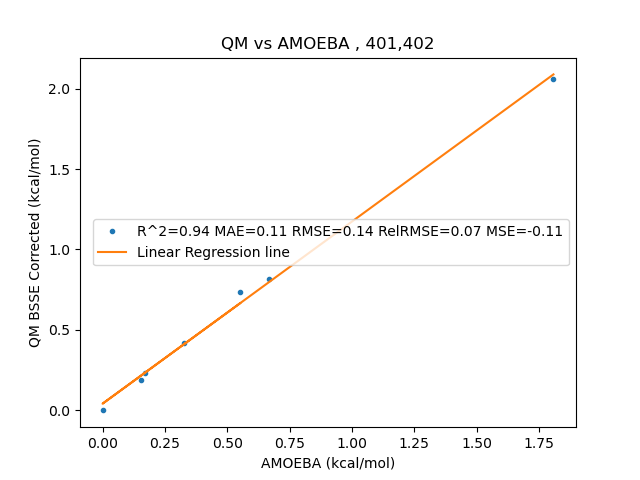 QM vs AMOEBA , 401,402
QM BSSE Corrected (kcal/mol)
2.0
1.5
1.0
0.5
0.0
R^2=0.94 MAE=0.11 RMSE=0.14 RelRMSE=0.07 MSE=-0.11
Linear Regression line
0.00 0.25 0.50 0.75 1.00 1.25 1.50 1.75
AMOEBA (kcal/mol)